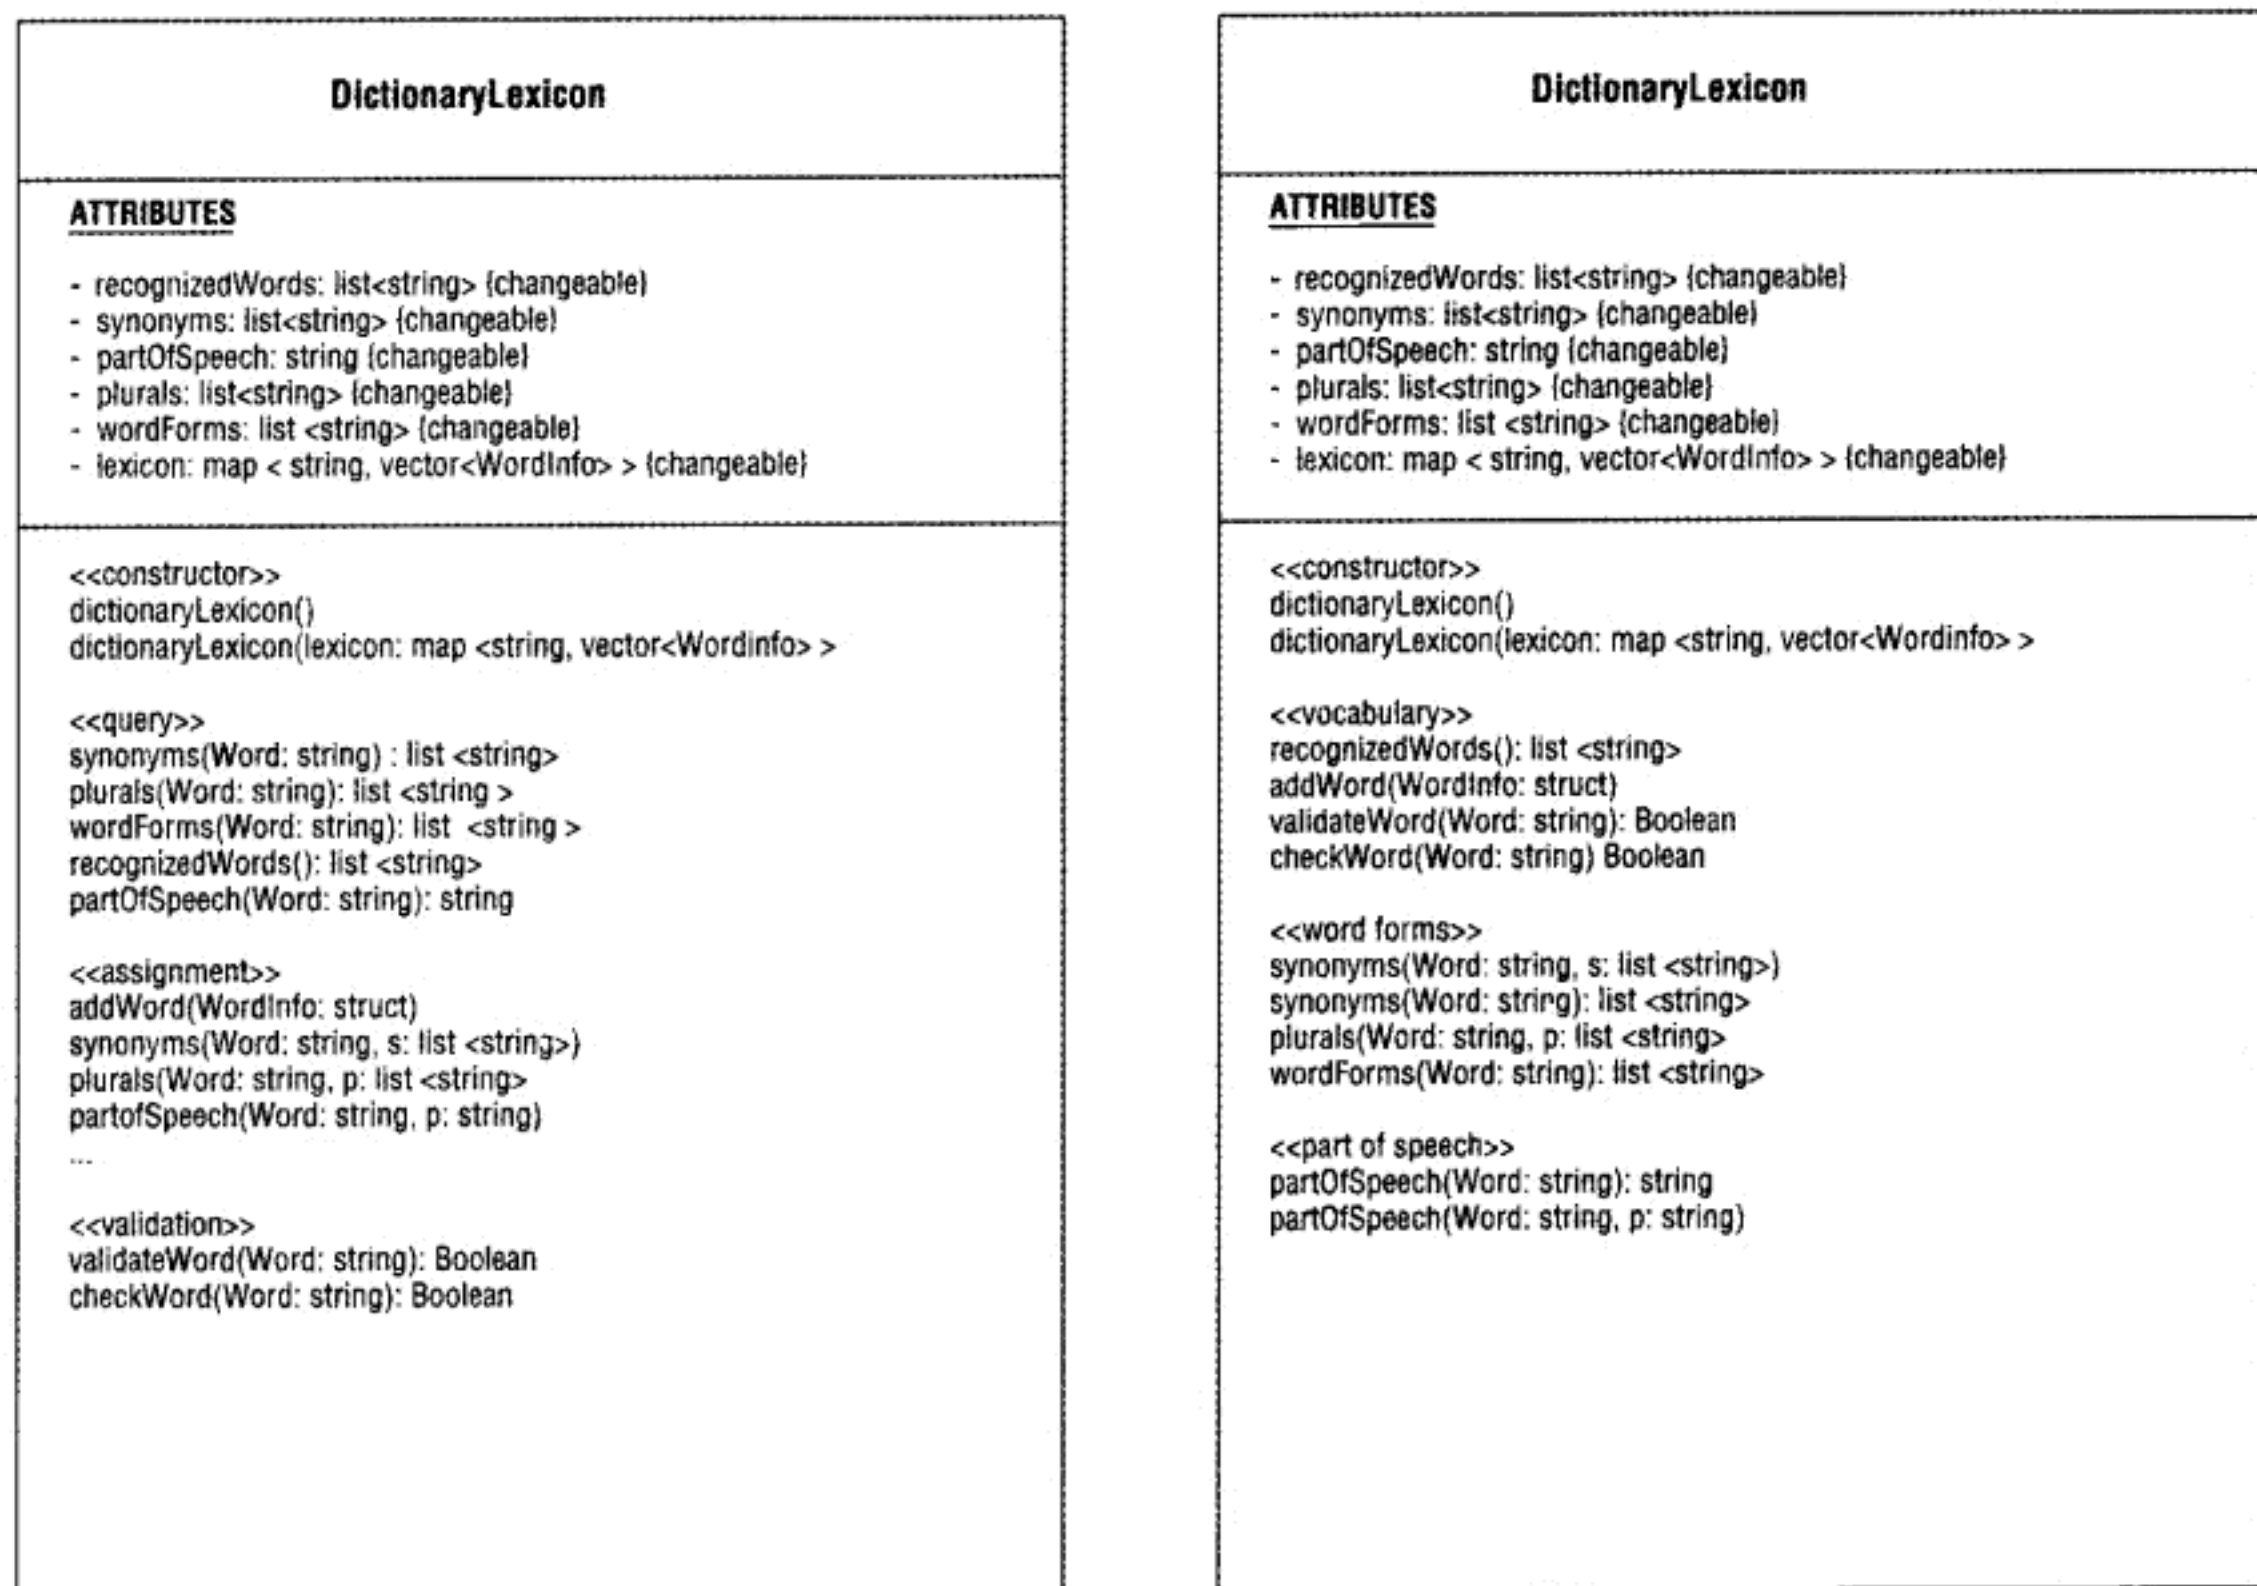 DictionaryLexicon
ATTRIBUTES
- recognizedWords: list<string> {changeable}
- synonyms: list<string> {changeable}
- partOfSpeech: string {changeable}
- plurals: list<string> {changeable}
- wordForms: list <string> {changeable}
- lexicon: map < string, vector<WordInfo> > {changeable}
<<constructor>>
dictionaryLexicon()
dictionaryLexicon(lexicon: map <string, vector<Wordinfo> >
<<query>>
synonyms(Word: string) : list <string>
plurals(Word: string): list <string >
wordForms(Word: string): list <string >
recognizedWords(): list <string>
partOfSpeech(Word: string): string
<<assignment>>
addWord(WordInfo: struct)
synonyms(Word: string, s: list <string>)
plurals(Word: string, p: list <string>
partofSpeech(Word: string, p: string)
...
<<validation>>
validateWord(Word: string): Boolean
checkWord(Word: string): Boolean
DictionaryLexicon
ATTRIBUTES
- recognizedWords: list<string> {changeable}
- synonyms: list<string> {changeable}
- partOfSpeech: string {changeable}
- plurals: list<string> {changeable}
- wordForms: list <string> {changeable}
- lexicon: map < string, vector<WordInfo> > {changeable}
<<constructor>>
dictionaryLexicon()
dictionaryLexicon(lexicon: map <string, vector<Wordinfo> >
<<vocabulary>>
recognizedWords(): list <string>
addWord(WordInfo: struct)
validateWord(Word: string): Boolean
checkWord(Word: string) Boolean
<<word forms>>
synonyms(Word: string, s: list <string>)
synonyms(Word: string): list <string>
plurals(Word: string, p: list <string>
wordForms(Word: string): list <string>
<<part of speech>>
partOfSpeech(Word: string): string
partOfSpeech(Word: string, p: string)